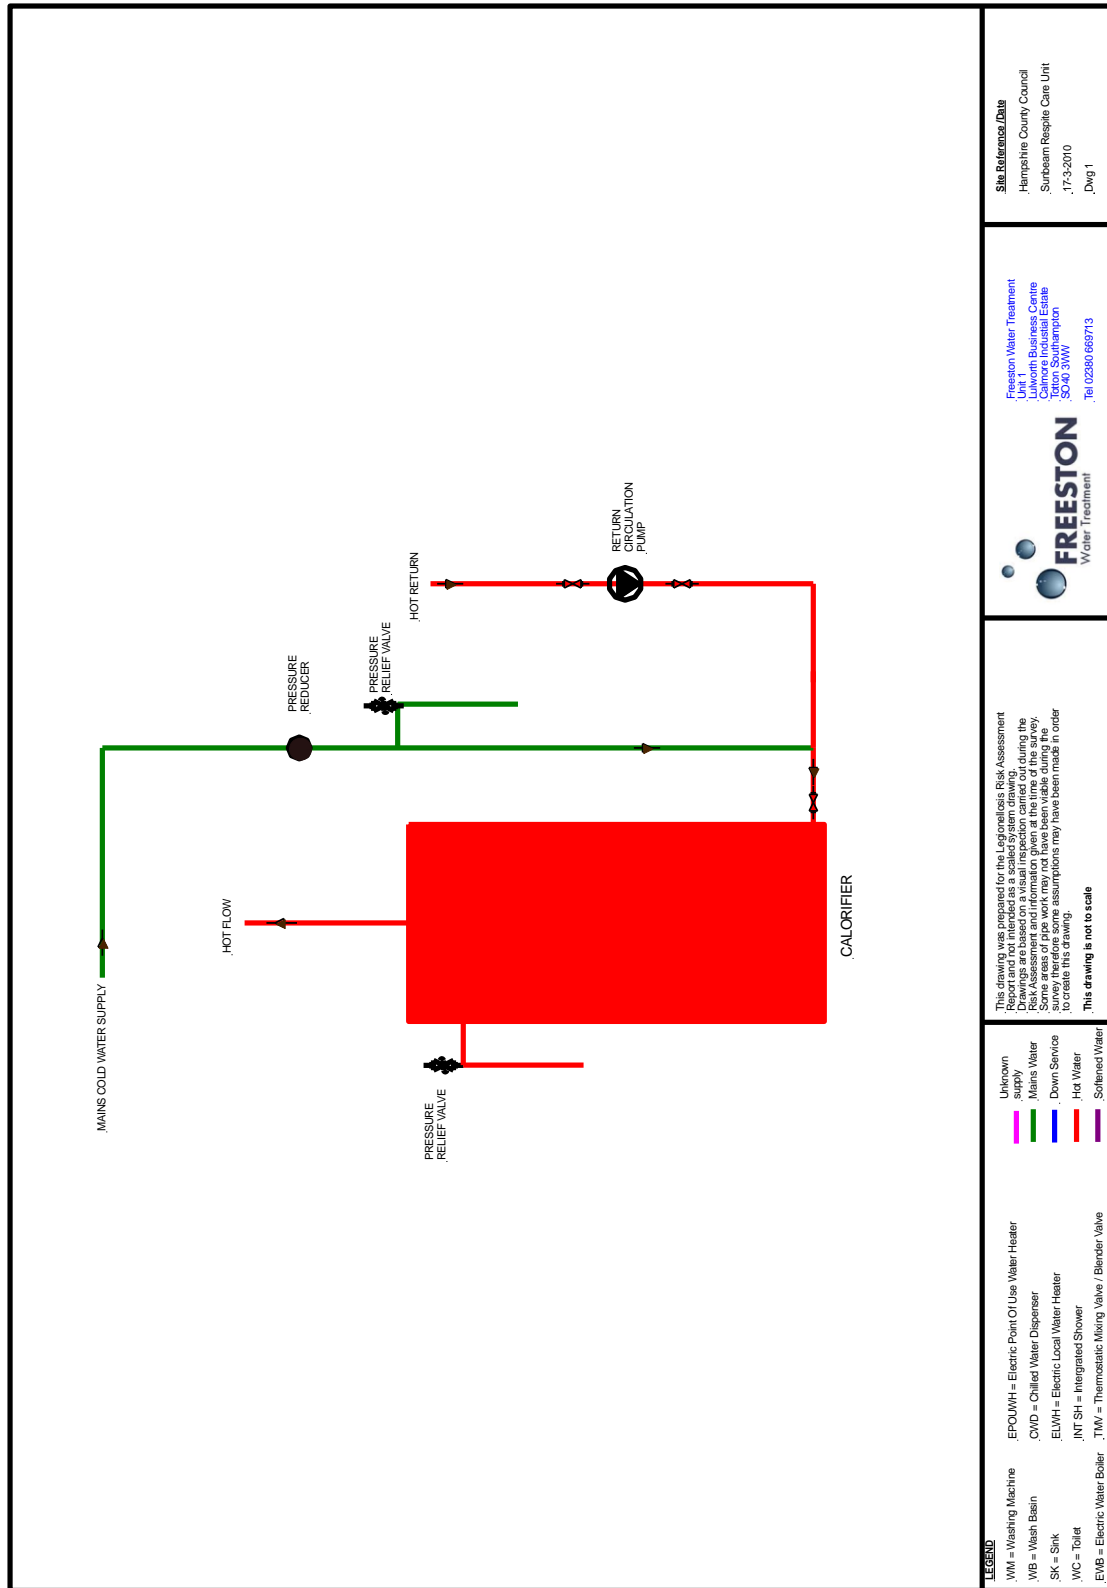 MAINS COLD WATER SUPPLY
HOT FLOW
PRESSURE
REDUCER
PRESSURE
RELIEF VALVE
HOT RETURN
PRESSURE
RELIEF VALVE
RETURN
CIRCULATION
PUMP
CALORIFIER
LEGEND
WM = Washing Machine
WB = Wash Basin
SK = Sink
WC = Toilet
EWB = Electric Water Boiler
EPOUWH = Electric Point Of Use Water Heater
CWD = Chilled Water Dispenser
ELWH = Electric Local Water Heater
INT SH = Intergrated Shower
TMV = Thermostatic Mixing Valve / Blender Valve
Unknown
supply
Mains Water
Down Service
Hot Water
Softened Water
This drawing was prepared for the Legionellosis Risk Assessment
Report and not intended as a scaled system drawing.
Drawings are based on a visual inspection carried out during the
Risk Assessment and information given at the time of the survey.
Some areas of pipe work may not have been viable during the
survey therefore some assumptions may have been made in order
to create this drawing.
This drawing is not to scale
FREESTON
Water Treatment
Freeston Water Treatment
Unit 1
Lulworth Business Centre
Calmore Industial Estate
Totton Southampton
SO40 3WW
Tel 02380 669713
Site Reference /Date
Hampshire County Council
Sunbeam Respite Care Unit
17-3-2010
Dwg 1